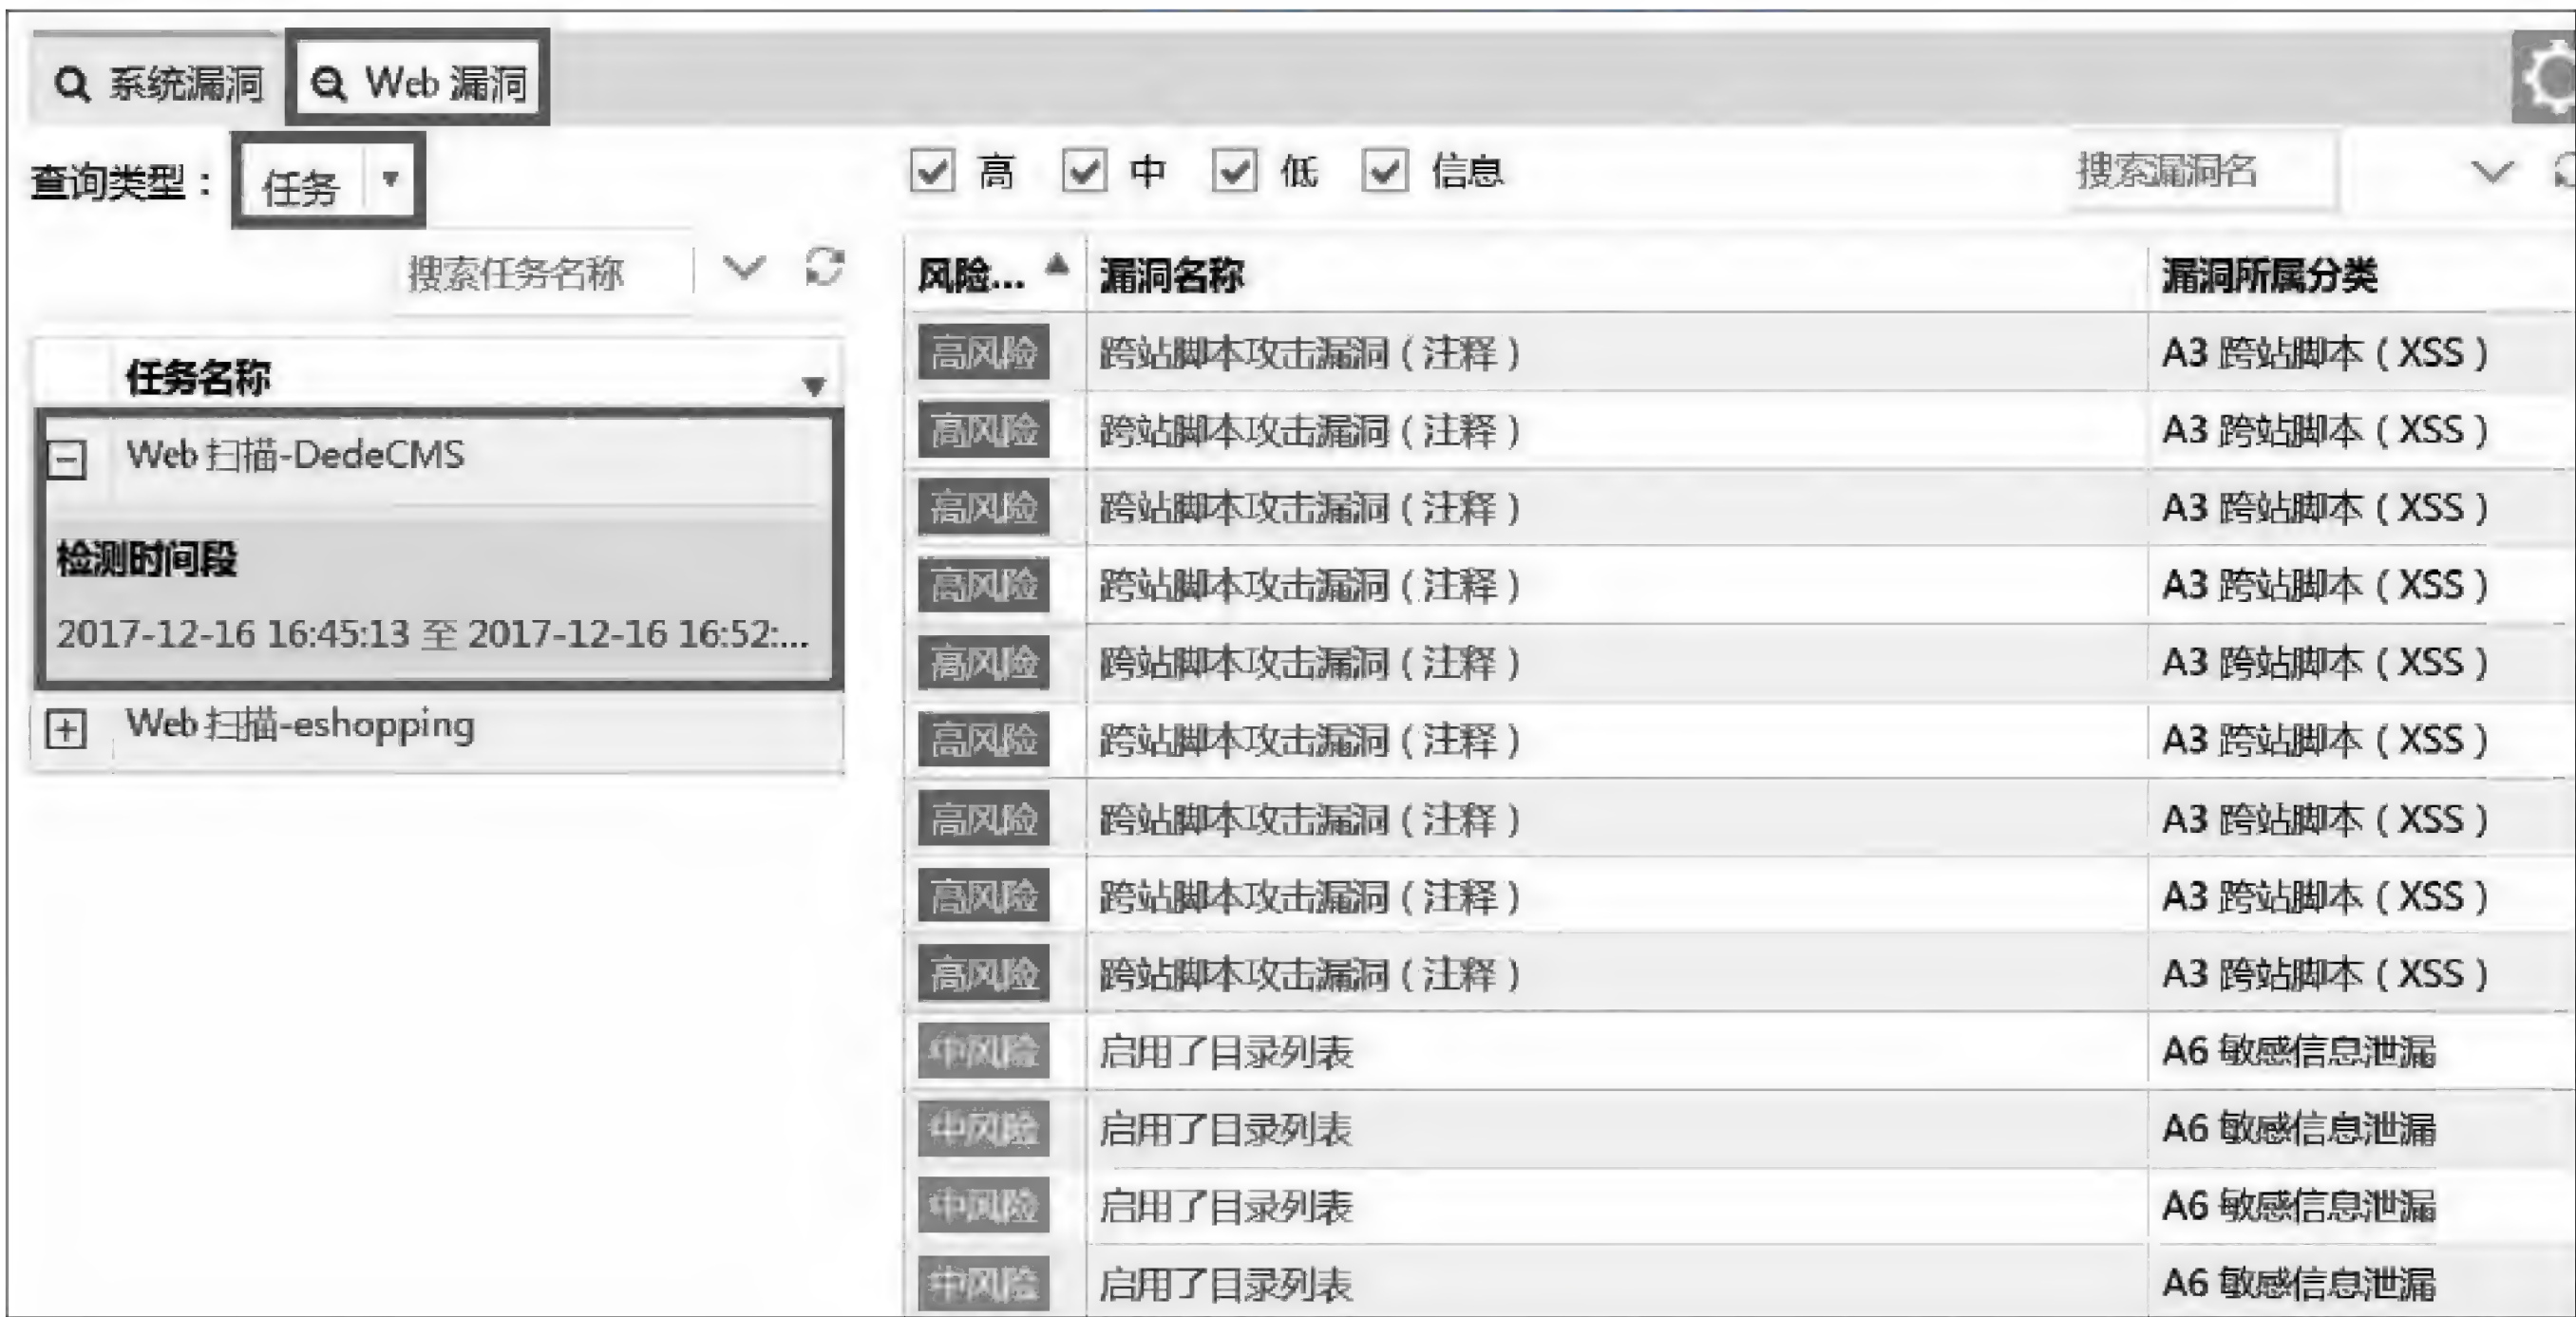 系统漏洞 Web 漏洞
查询类型： 任务
搜索任务名称
任务名称
Web 扫描-DedeCMS
检测时间段
2017-12-16 16:45:13 至 2017-12-16 16:52:...
Web 扫描-eshopping
高 中 低 信息 搜索漏洞名
风险... 漏洞名称 漏洞所属分类
高风险 跨站脚本攻击漏洞（注释） A3 跨站脚本（XSS）
高风险 跨站脚本攻击漏洞（注释） A3 跨站脚本（XSS）
高风险 跨站脚本攻击漏洞（注释） A3 跨站脚本（XSS）
高风险 跨站脚本攻击漏洞（注释） A3 跨站脚本（XSS）
高风险 跨站脚本攻击漏洞（注释） A3 跨站脚本（XSS）
高风险 跨站脚本攻击漏洞（注释） A3 跨站脚本（XSS）
高风险 跨站脚本攻击漏洞（注释） A3 跨站脚本（XSS）
高风险 跨站脚本攻击漏洞（注释） A3 跨站脚本（XSS）
高风险 跨站脚本攻击漏洞（注释） A3 跨站脚本（XSS）
中风险 启用了目录列表 A6 敏感信息泄漏
中风险 启用了目录列表 A6 敏感信息泄漏
中风险 启用了目录列表 A6 敏感信息泄漏
中风险 启用了目录列表 A6 敏感信息泄漏